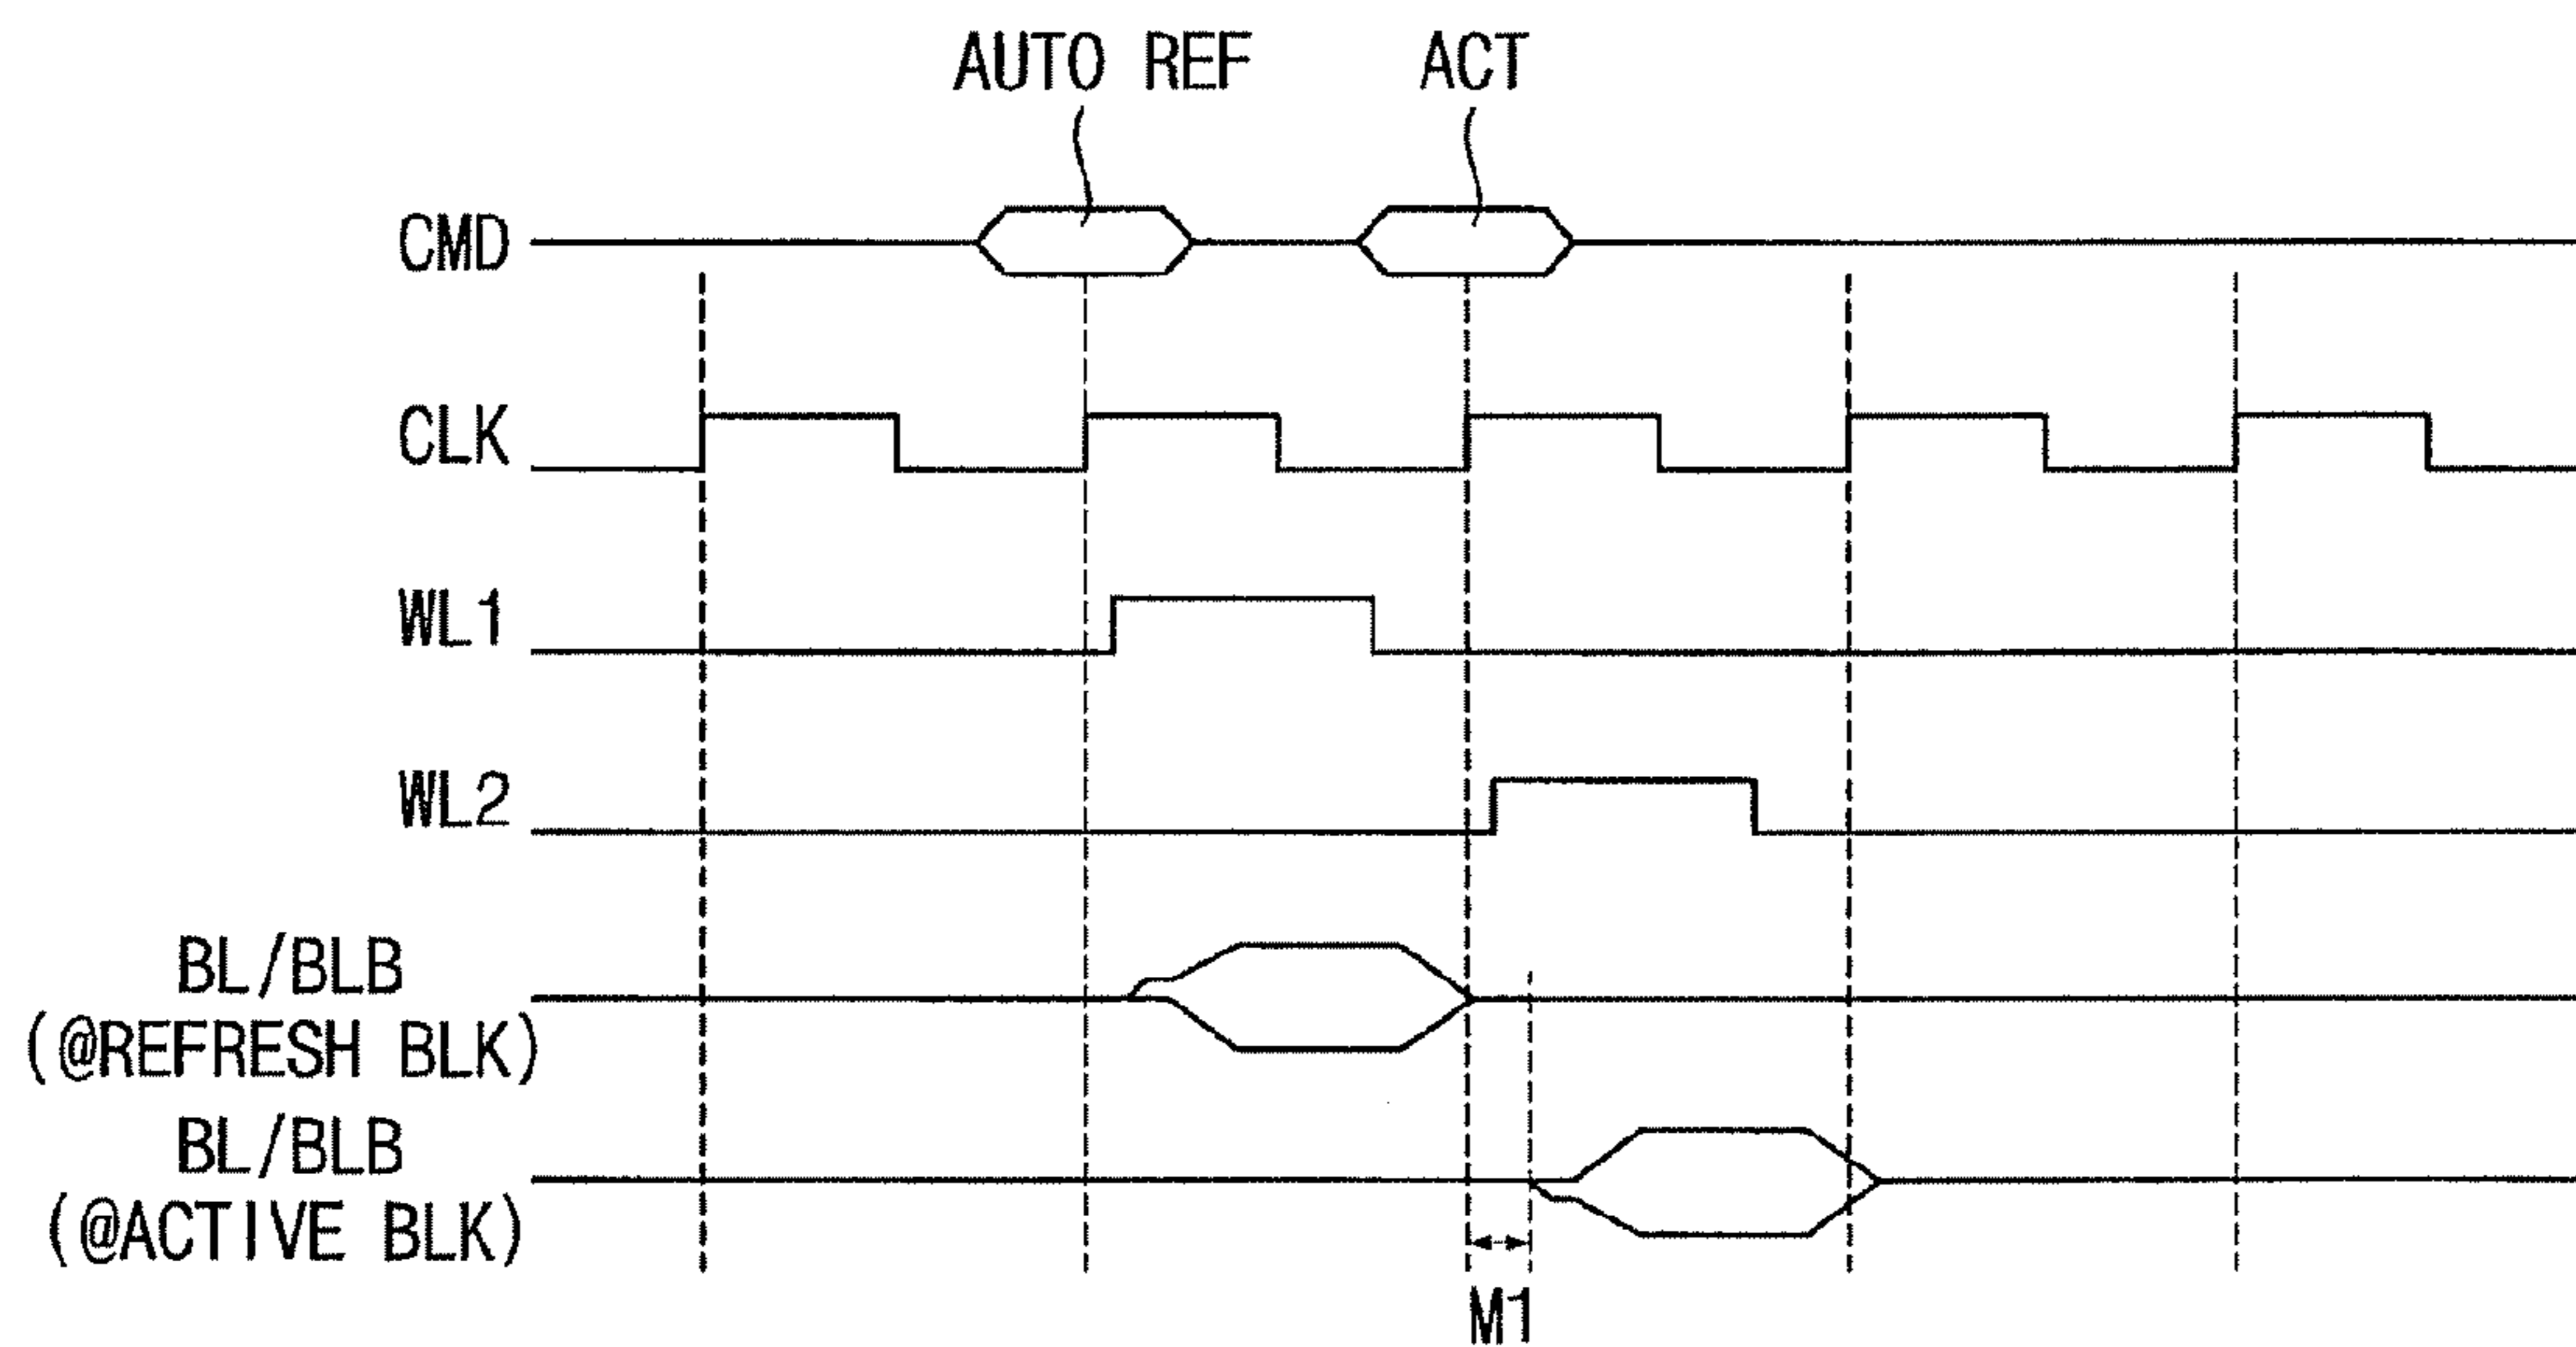 AUTO REF ACT
CMD
CLK
WL1
WL2
BL/BLB
(@REFRESH BLK)
BL/BLB
(@ACTIVE BLK)
M1